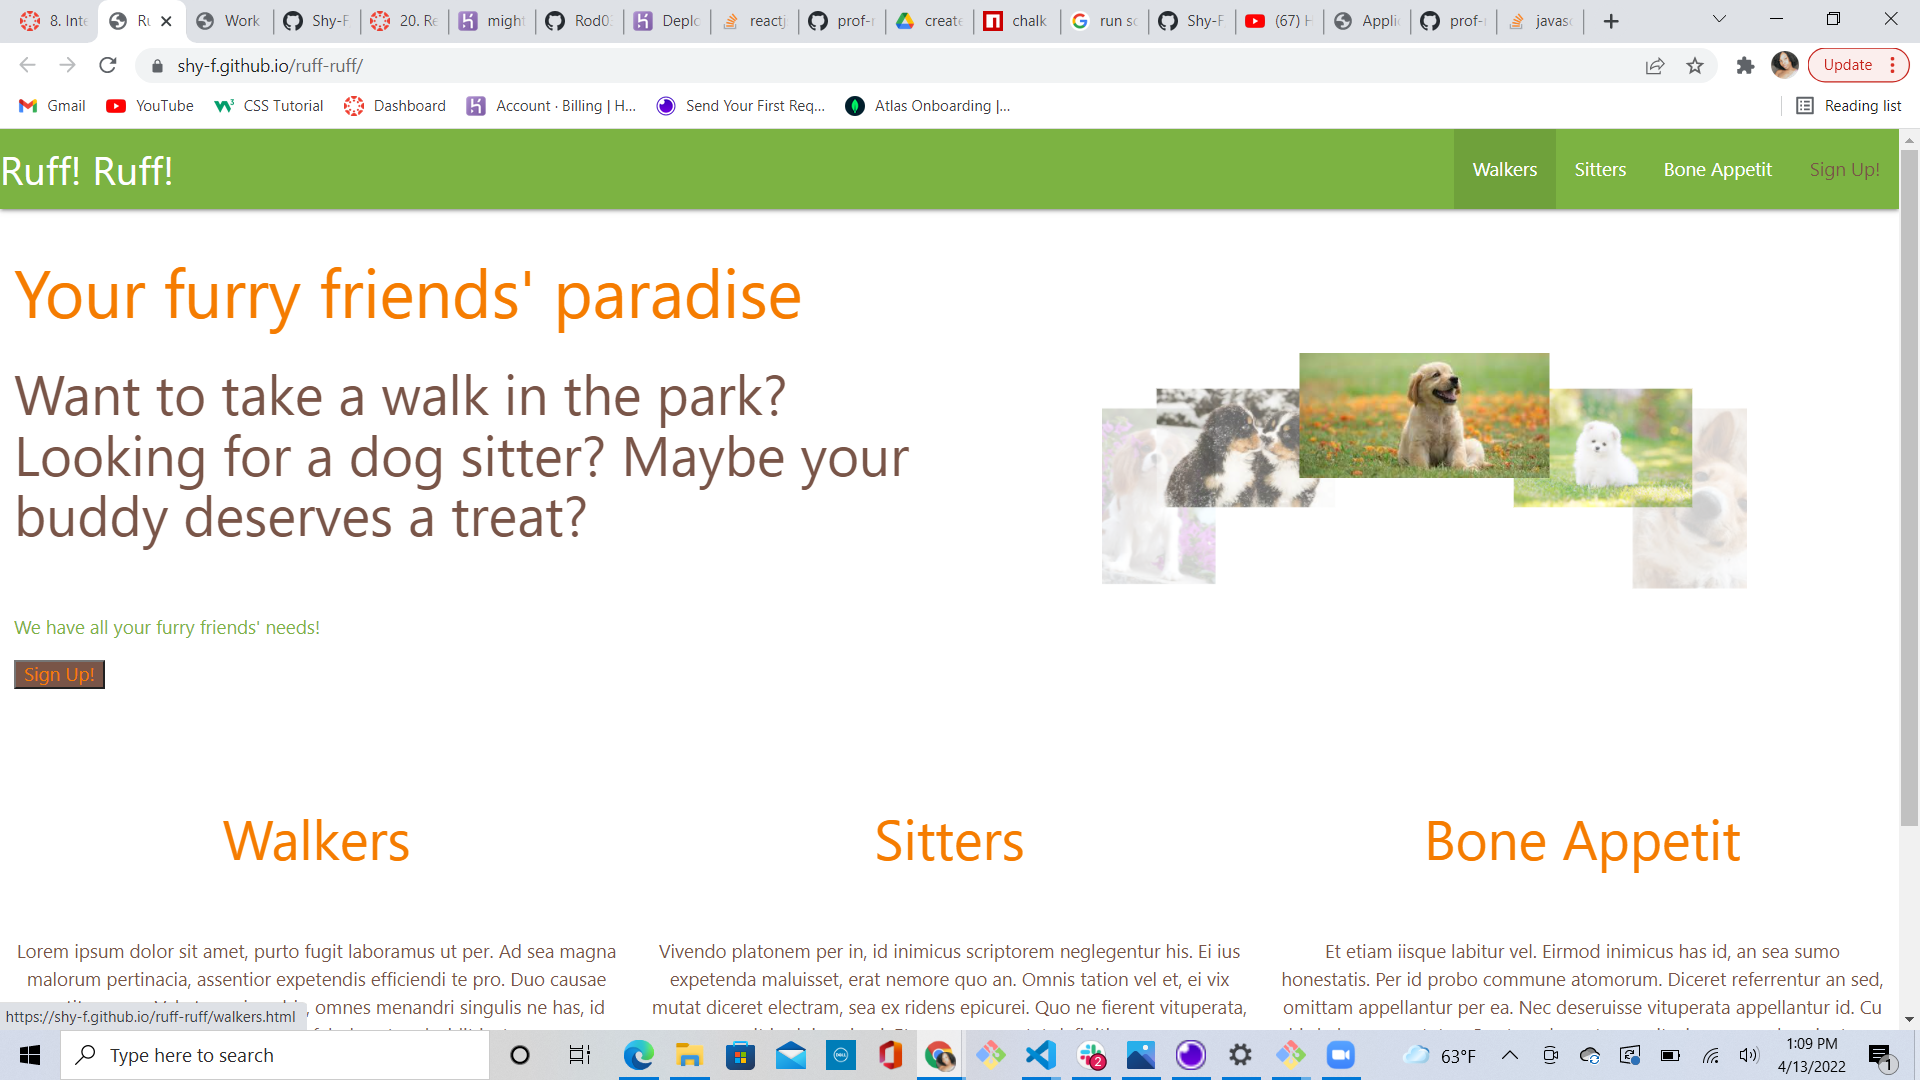 8. Inte
Ru
Work
Shy-F
20. Re
might
Rod0
Deplo
reactj
prof-r
create
chalk
run sc
Shy-F
(67) H
Applic
prof-r
javasc
shy-f.github.io/ruff-ruff/
Update
Gmail
YouTube
CSS Tutorial
Dashboard
Account · Billing | H...
Send Your First Req...
Atlas Onboarding |...
Reading list
Ruff! Ruff!
Walkers
Sitters
Bone Appetit
Sign Up!
Your furry friends' paradise
Want to take a walk in the park?
Looking for a dog sitter? Maybe your
buddy deserves a treat?
We have all your furry friends' needs!
Sign Up!
Walkers
Lorem ipsum dolor sit amet, purto fugit laboramus ut per. Ad sea magna
malorum pertinacia, assentior expetendis efficiendi te pro. Duo causae
omnes menandri singulis ne has, id
Sitters
Vivendo platonem per in, id inimicus scriptorem neglegentur his. Ei ius
expetenda maluisset, erat nemore quo an. Omnis tation vel et, ei vix
mutat diceret electram, sea ex ridens epicurei. Quo ne fierent vituperata,
Bone Appetit
Et etiam iisque labitur vel. Eirmod inimicus has id, an sea sumo
honestatis. Per id probo commune atomorum. Diceret referrentur an sed,
omittam appellantur per ea. Nec deseruisse vituperata appellantur id. Cu
https://shy-f.github.io/ruff-ruff/walkers.html
Type here to search
2
63°F
1:09 PM
4/13/2022
1